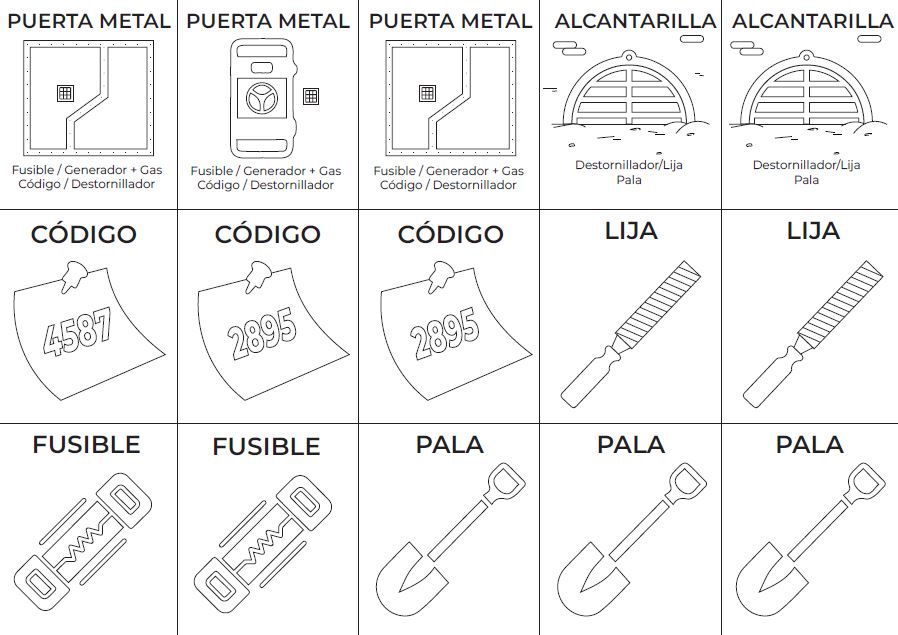 PUERTA METAL
Fusible / Generador + Gas
Código / Destornillador
PUERTA METAL
Fusible / Generador + Gas
Código / Destornillador
PUERTA METAL
Fusible / Generador + Gas
Código / Destornillador
ALCANTARILLA
Destornillador/Lija
Pala
ALCANTARILLA
Destornillador/Lija
Pala
CÓDIGO
4587
CÓDIGO
2895
CÓDIGO
2895
LIJA
LIJA
FUSIBLE
FUSIBLE
PALA
PALA
PALA